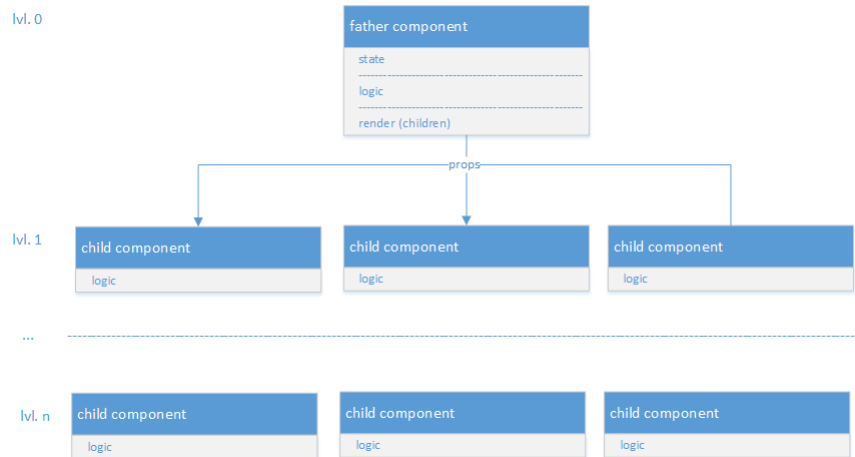 lvl. 0
father component
state
logic
render (children)
props
lvl. 1
child component
logic
child component
logic
child component
logic
...
lvl. n
child component
logic
child component
logic
child component
logic